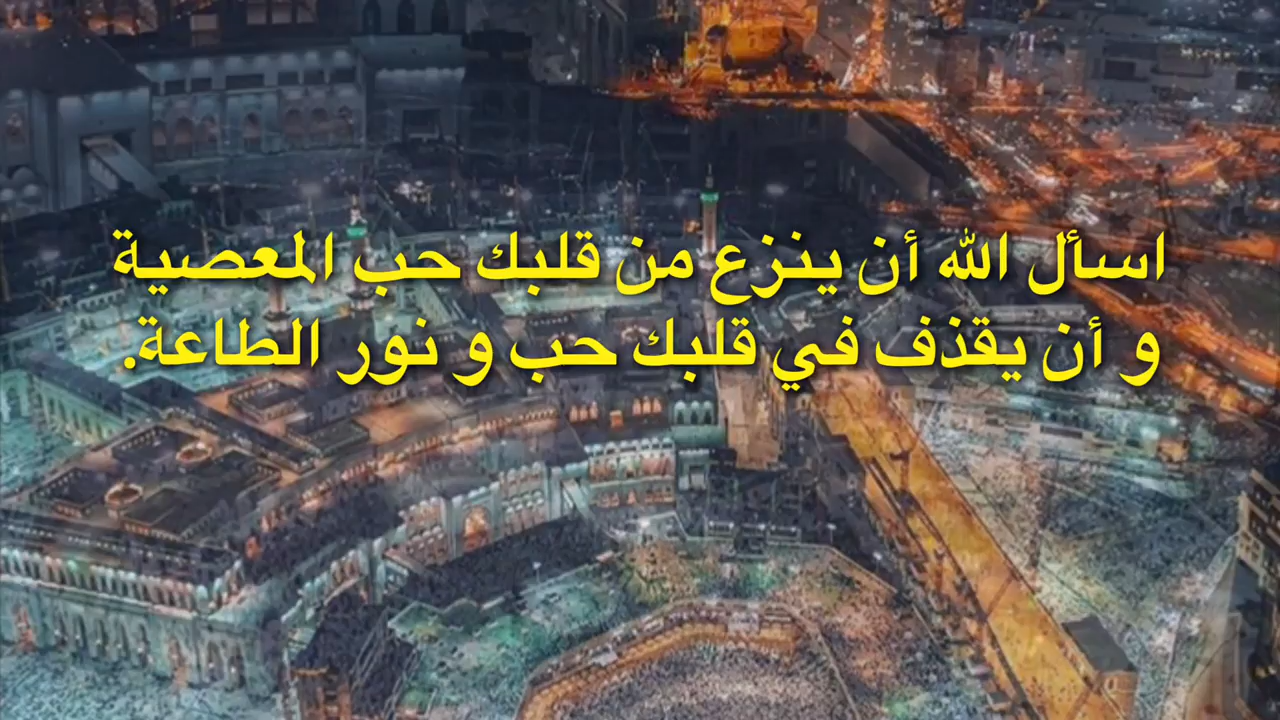 اسأل الله أن ينزع من قلبك حب المعصية
و أن يقذف في قلبك حب و نور الطاعة.